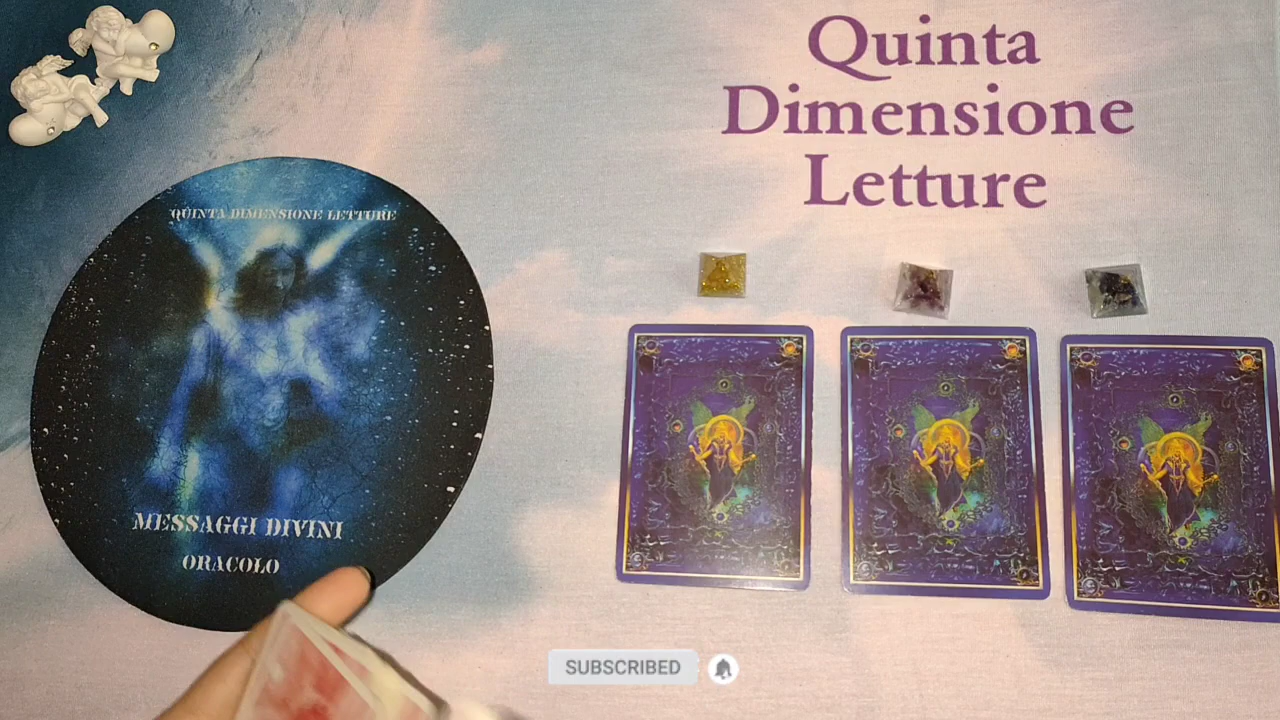 Quinta
Dimensione
Letture
QUINTA DIMENSIONE LETTURE
MESSAGGI DIVINI
ORACOLO
SUBSCRIBED